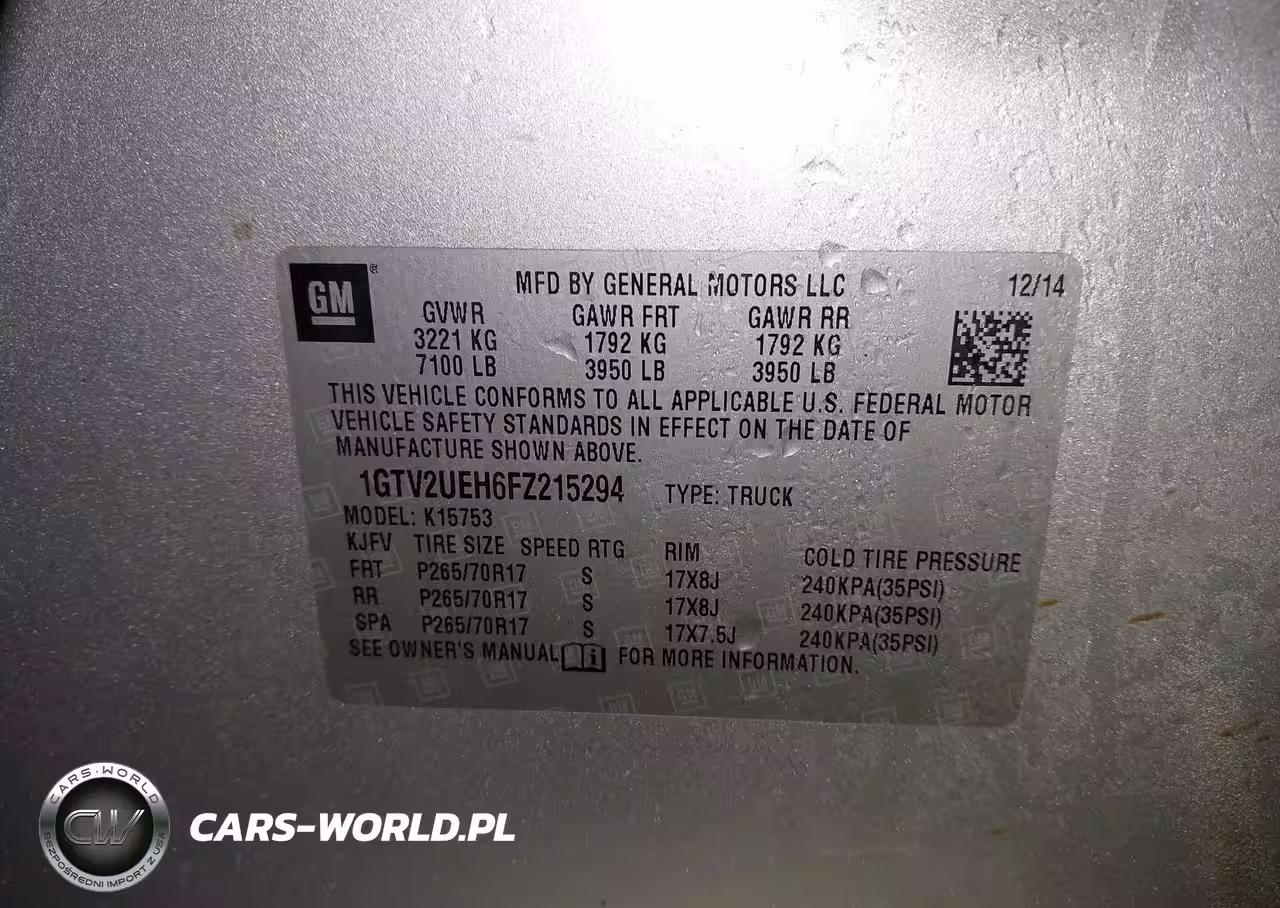 GM®
MFD BY GENERAL MOTORS LLC 12/14
GVWR GAWR FRT GAWR RR
3221 KG 1792 KG 1792 KG
7100 LB 3950 LB 3950 LB
THIS VEHICLE CONFORMS TO ALL APPLICABLE U.S. FEDERAL MOTOR
VEHICLE SAFETY STANDARDS IN EFFECT ON THE DATE OF
MANUFACTURE SHOWN ABOVE.
1GTV2UEH6FZ215294 TYPE: TRUCK
MODEL: K15753
KJFV TIRE SIZE SPEED RTG RIM COLD TIRE PRESSURE
FRT P265/70R17 S 17X8J 240KPA(35PSI)
RR P265/70R17 S 17X8J 240KPA(35PSI)
SPA P265/70R17 S 17X7.5J 240KPA(35PSI)
SEE OWNER'S MANUAL i FOR MORE INFORMATION.
CARS-WORLD
CW
BEZPOŚREDNI IMPORT Z USA
CARS-WORLD.PL